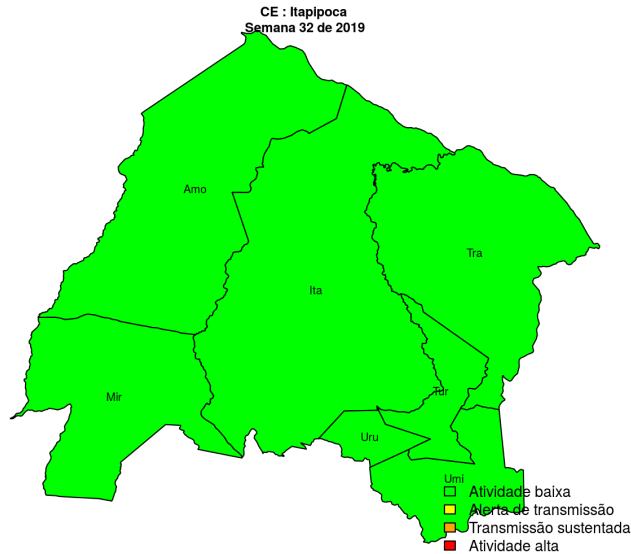 CE : Itapipoca
Semana 32 de 2019
Amo
Tra
Ita
Tur
Mir
Uru
Umi
Atividade baixa
Alerta de transmissão
Transmissão sustentada
Atividade alta